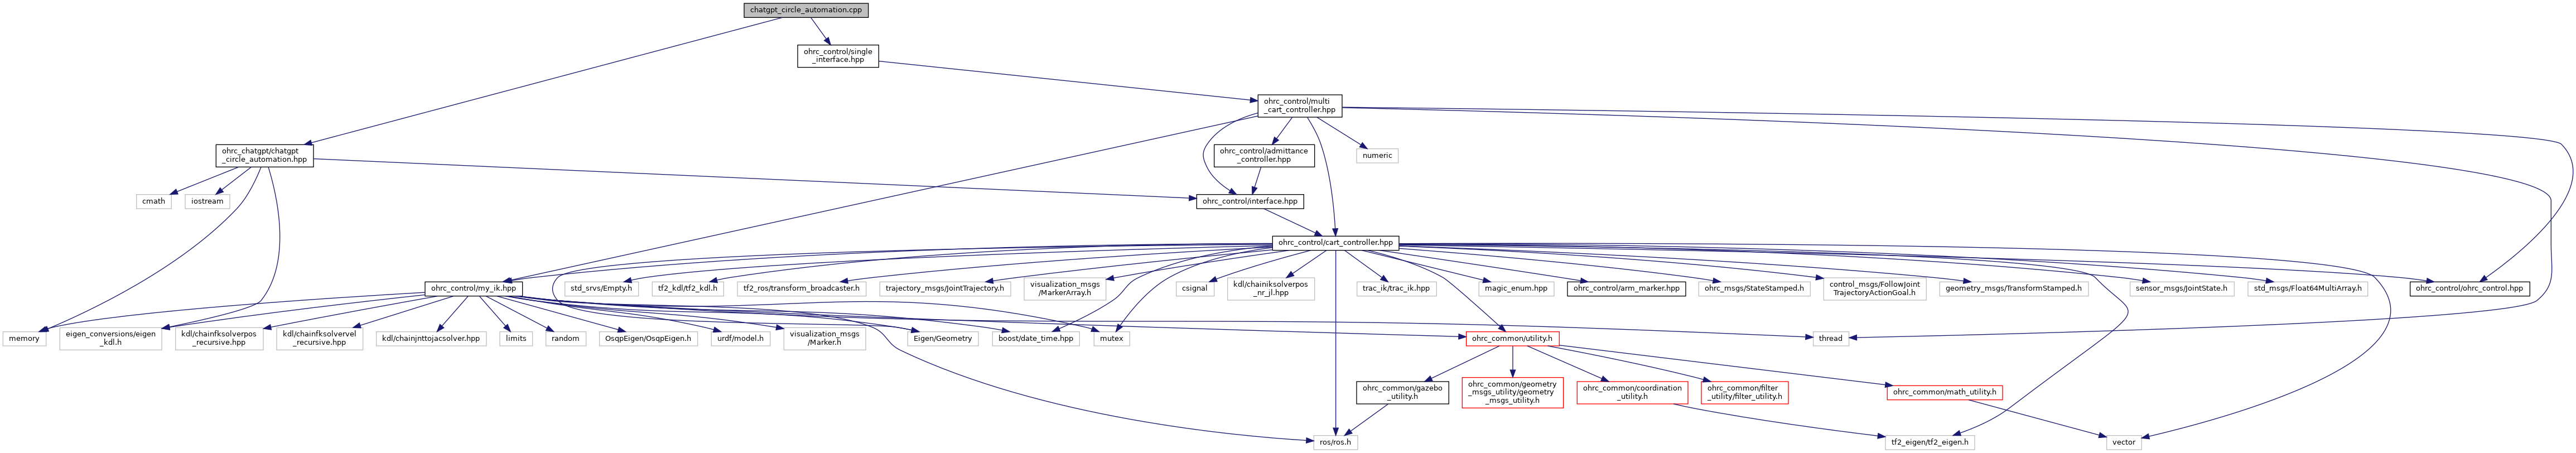 chatgpt_circle_automation.cpp
ohrc_control/single
_interface.hpp
ohrc_control/multi
_cart_controller.hpp
ohrc_chatgpt/chatgpt
_circle_automation.hpp
ohrc_control/admittance
_controller.hpp
numeric
cmath
iostream
ohrc_control/interface.hpp
ohrc_control/cart_controller.hpp
ohrc_control/my_ik.hpp
std_srvs/Empty.h
tf2_kdl/tf2_kdl.h
tf2_ros/transform_broadcaster.h
trajectory_msgs/JointTrajectory.h
visualization_msgs
/MarkerArray.h
csignal
kdl/chainiksolverpos
_nr_jl.hpp
trac_ik/trac_ik.hpp
magic_enum.hpp
ohrc_control/arm_marker.hpp
ohrc_msgs/StateStamped.h
control_msgs/FollowJoint
TrajectoryActionGoal.h
geometry_msgs/TransformStamped.h
sensor_msgs/JointState.h
std_msgs/Float64MultiArray.h
ohrc_control/ohrc_control.hpp
memory
eigen_conversions/eigen
_kdl.h
kdl/chainfksolverpos
_recursive.hpp
kdl/chainfksolvervel
_recursive.hpp
kdl/chainjnttojacsolver.hpp
limits
random
OsqpEigen/OsqpEigen.h
urdf/model.h
visualization_msgs
/Marker.h
Eigen/Geometry
boost/date_time.hpp
mutex
ohrc_common/utility.h
thread
ohrc_common/gazebo
_utility.h
ohrc_common/geometry
_msgs_utility/geometry
_msgs_utility.h
ohrc_common/coordination
_utility.h
ohrc_common/filter
_utility/filter_utility.h
ohrc_common/math_utility.h
ros/ros.h
tf2_eigen/tf2_eigen.h
vector